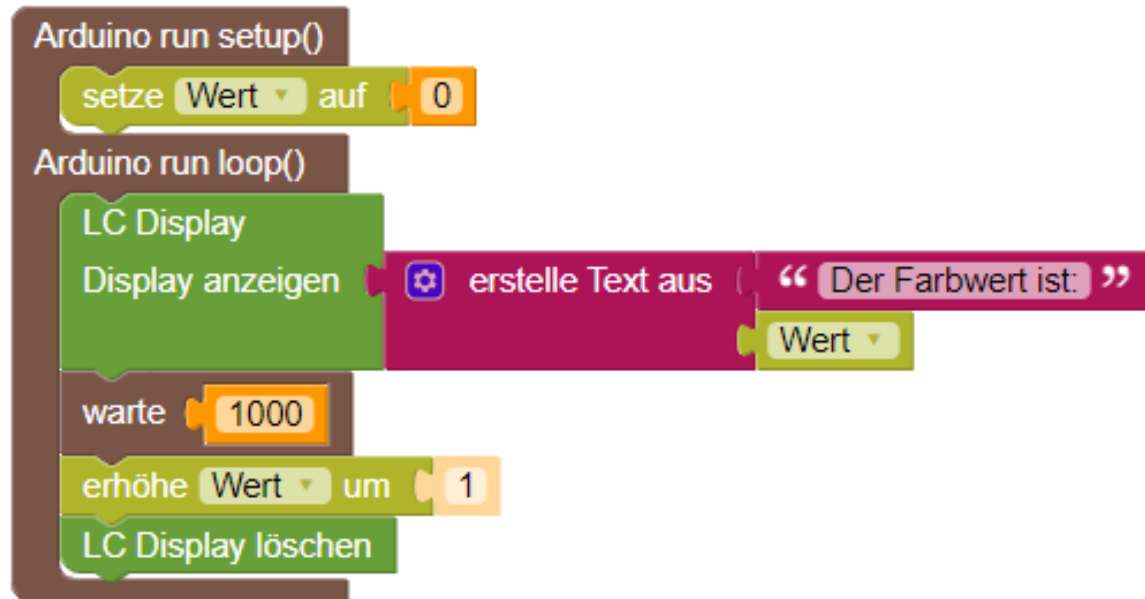 Arduino run setup()
setze Wert auf 0
Arduino run loop()
LC Display
Display anzeigen erstelle Text aus “ Der Farbwert ist: ”
Wert
warte 1000
erhöhe Wert um 1
LC Display löschen